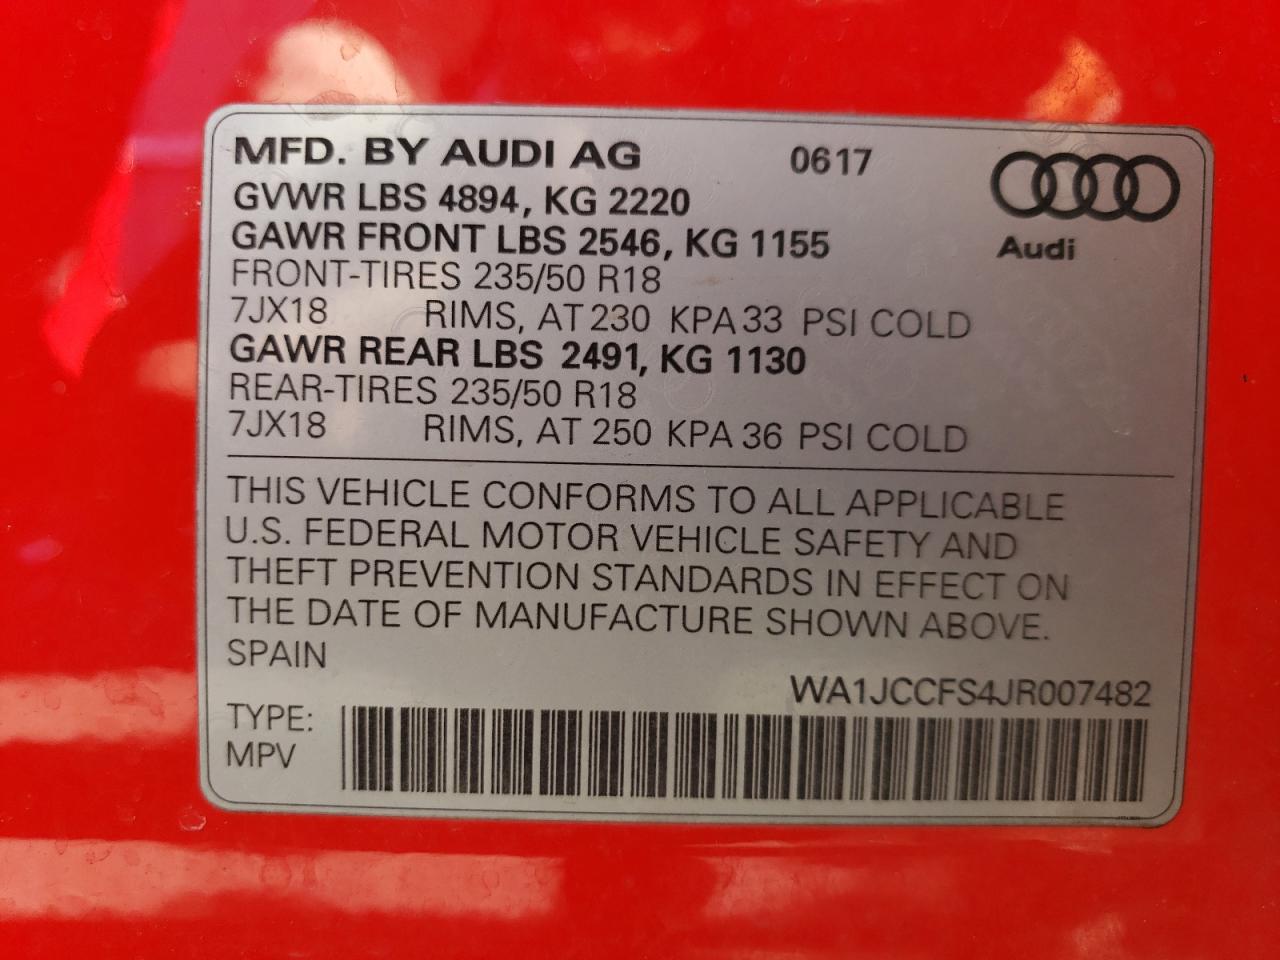 MFD. BY AUDI AG 0617
GVWR LBS 4894, KG 2220
GAWR FRONT LBS 2546, KG 1155
Audi
FRONT-TIRES 235/50 R18
7JX18 RIMS, AT 230 KPA 33 PSI COLD
GAWR REAR LBS 2491, KG 1130
REAR-TIRES 235/50 R18
7JX18 RIMS, AT 250 KPA 36 PSI COLD
THIS VEHICLE CONFORMS TO ALL APPLICABLE
U.S. FEDERAL MOTOR VEHICLE SAFETY AND
THEFT PREVENTION STANDARDS IN EFFECT ON
THE DATE OF MANUFACTURE SHOWN ABOVE.
SPAIN
WA1JCCFS4JR007482
TYPE:
MPV